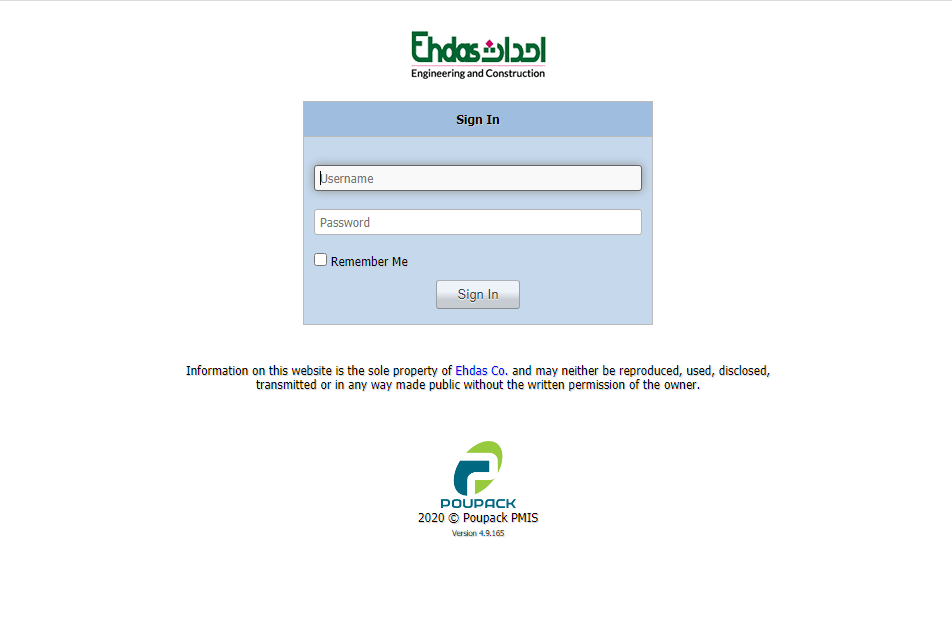 Ehdas احداث
Engineering and Construction
Sign In
Username
Password
Remember Me
Sign In
Information on this website is the sole property of Ehdas Co. and may neither be reproduced, used, disclosed,
transmitted or in any way made public without the written permission of the owner.
POUPACK
2020 © Poupack PMIS
Version 4.9.165